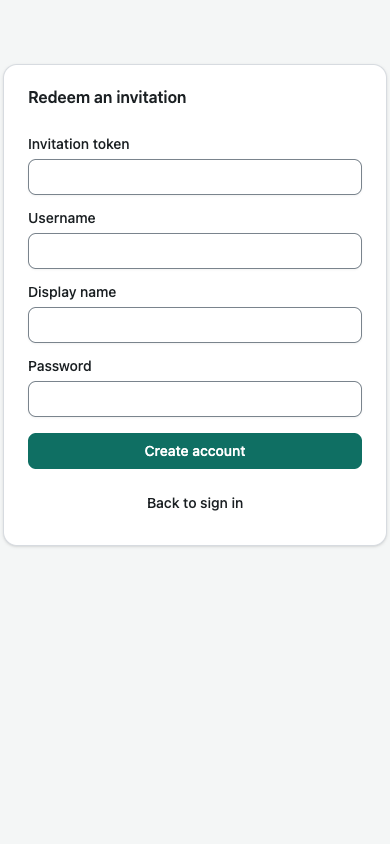 Redeem an invitation
Invitation token
Username
Display name
Password
Create account
Back to sign in